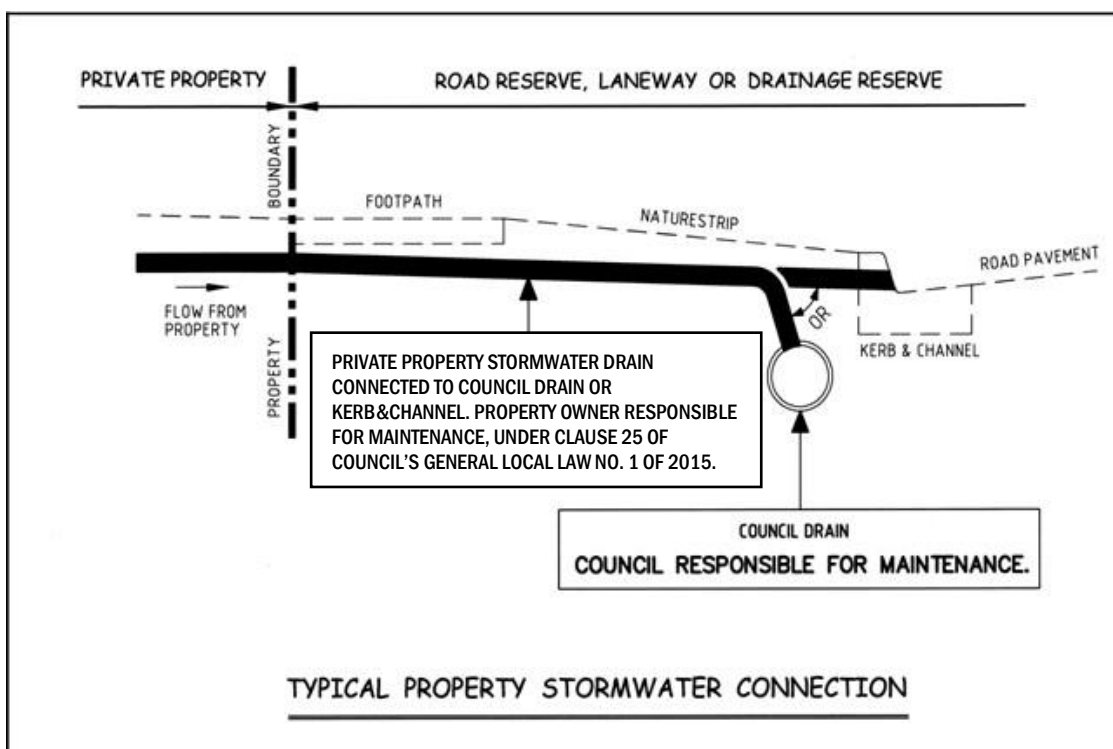 PRIVATE PROPERTY
ROAD RESERVE, LANEWAY OR DRAINAGE RESERVE
BOUNDARY
FOOTPATH
NATURESTRIP
ROAD PAVEMENT
FLOW FROM
PROPERTY
OR
KERB & CHANNEL
PROPERTY
PRIVATE PROPERTY STORMWATER DRAIN
CONNECTED TO COUNCIL DRAIN OR
KERB&CHANNEL. PROPERTY OWNER RESPONSIBLE
FOR MAINTENANCE, UNDER CLAUSE 25 OF
COUNCIL'S GENERAL LOCAL LAW NO. 1 OF 2015.
COUNCIL DRAIN
COUNCIL RESPONSIBLE FOR MAINTENANCE.
TYPICAL PROPERTY STORMWATER CONNECTION